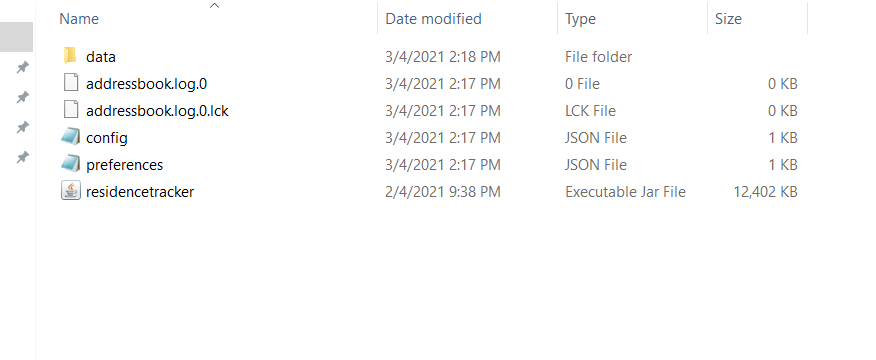 Name Date modified Type Size
data 3/4/2021 2:18 PM File folder
addressbook.log.0 3/4/2021 2:17 PM 0 File 0 KB
addressbook.log.0.lck 3/4/2021 2:17 PM LCK File 0 KB
config 3/4/2021 2:17 PM JSON File 1 KB
preferences 3/4/2021 2:17 PM JSON File 1 KB
residencetracker 2/4/2021 9:38 PM Executable Jar File 12,402 KB